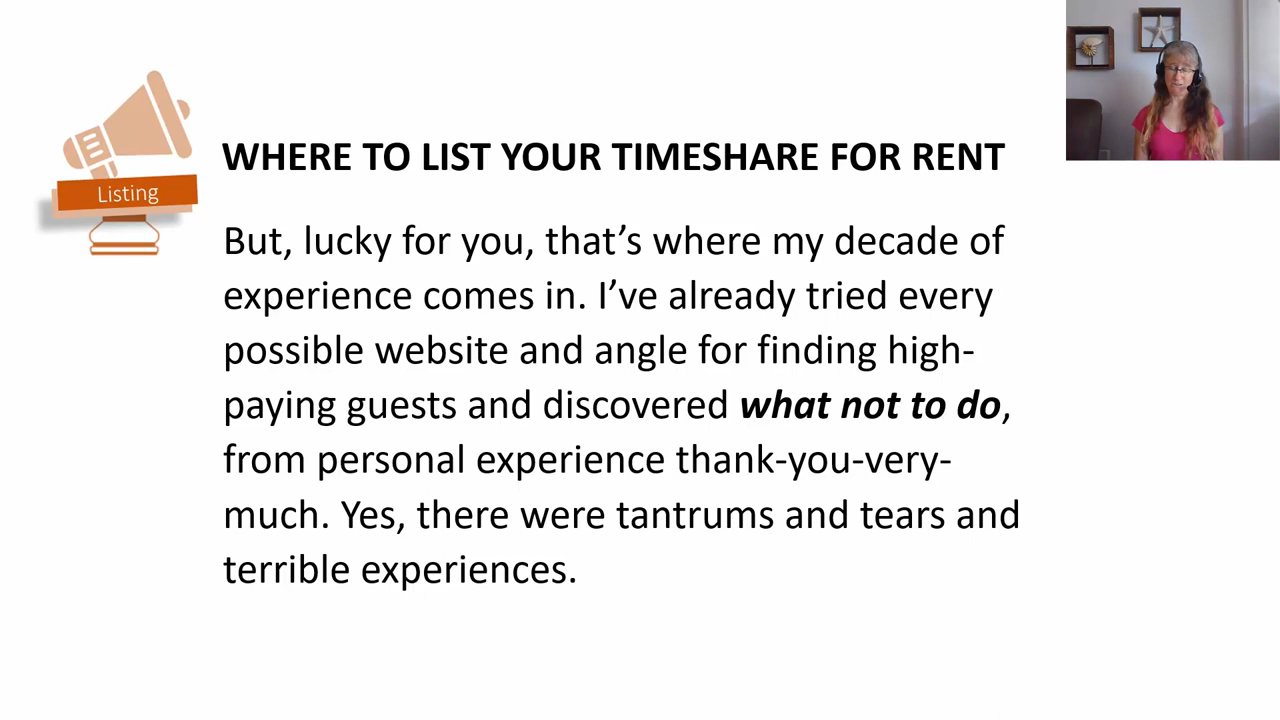 Listing
WHERE TO LIST YOUR TIMESHARE FOR RENT
But, lucky for you, that’s where my decade of
experience comes in. I’ve already tried every
possible website and angle for finding high-
paying guests and discovered what not to do,
from personal experience thank-you-very-
much. Yes, there were tantrums and tears and
terrible experiences.